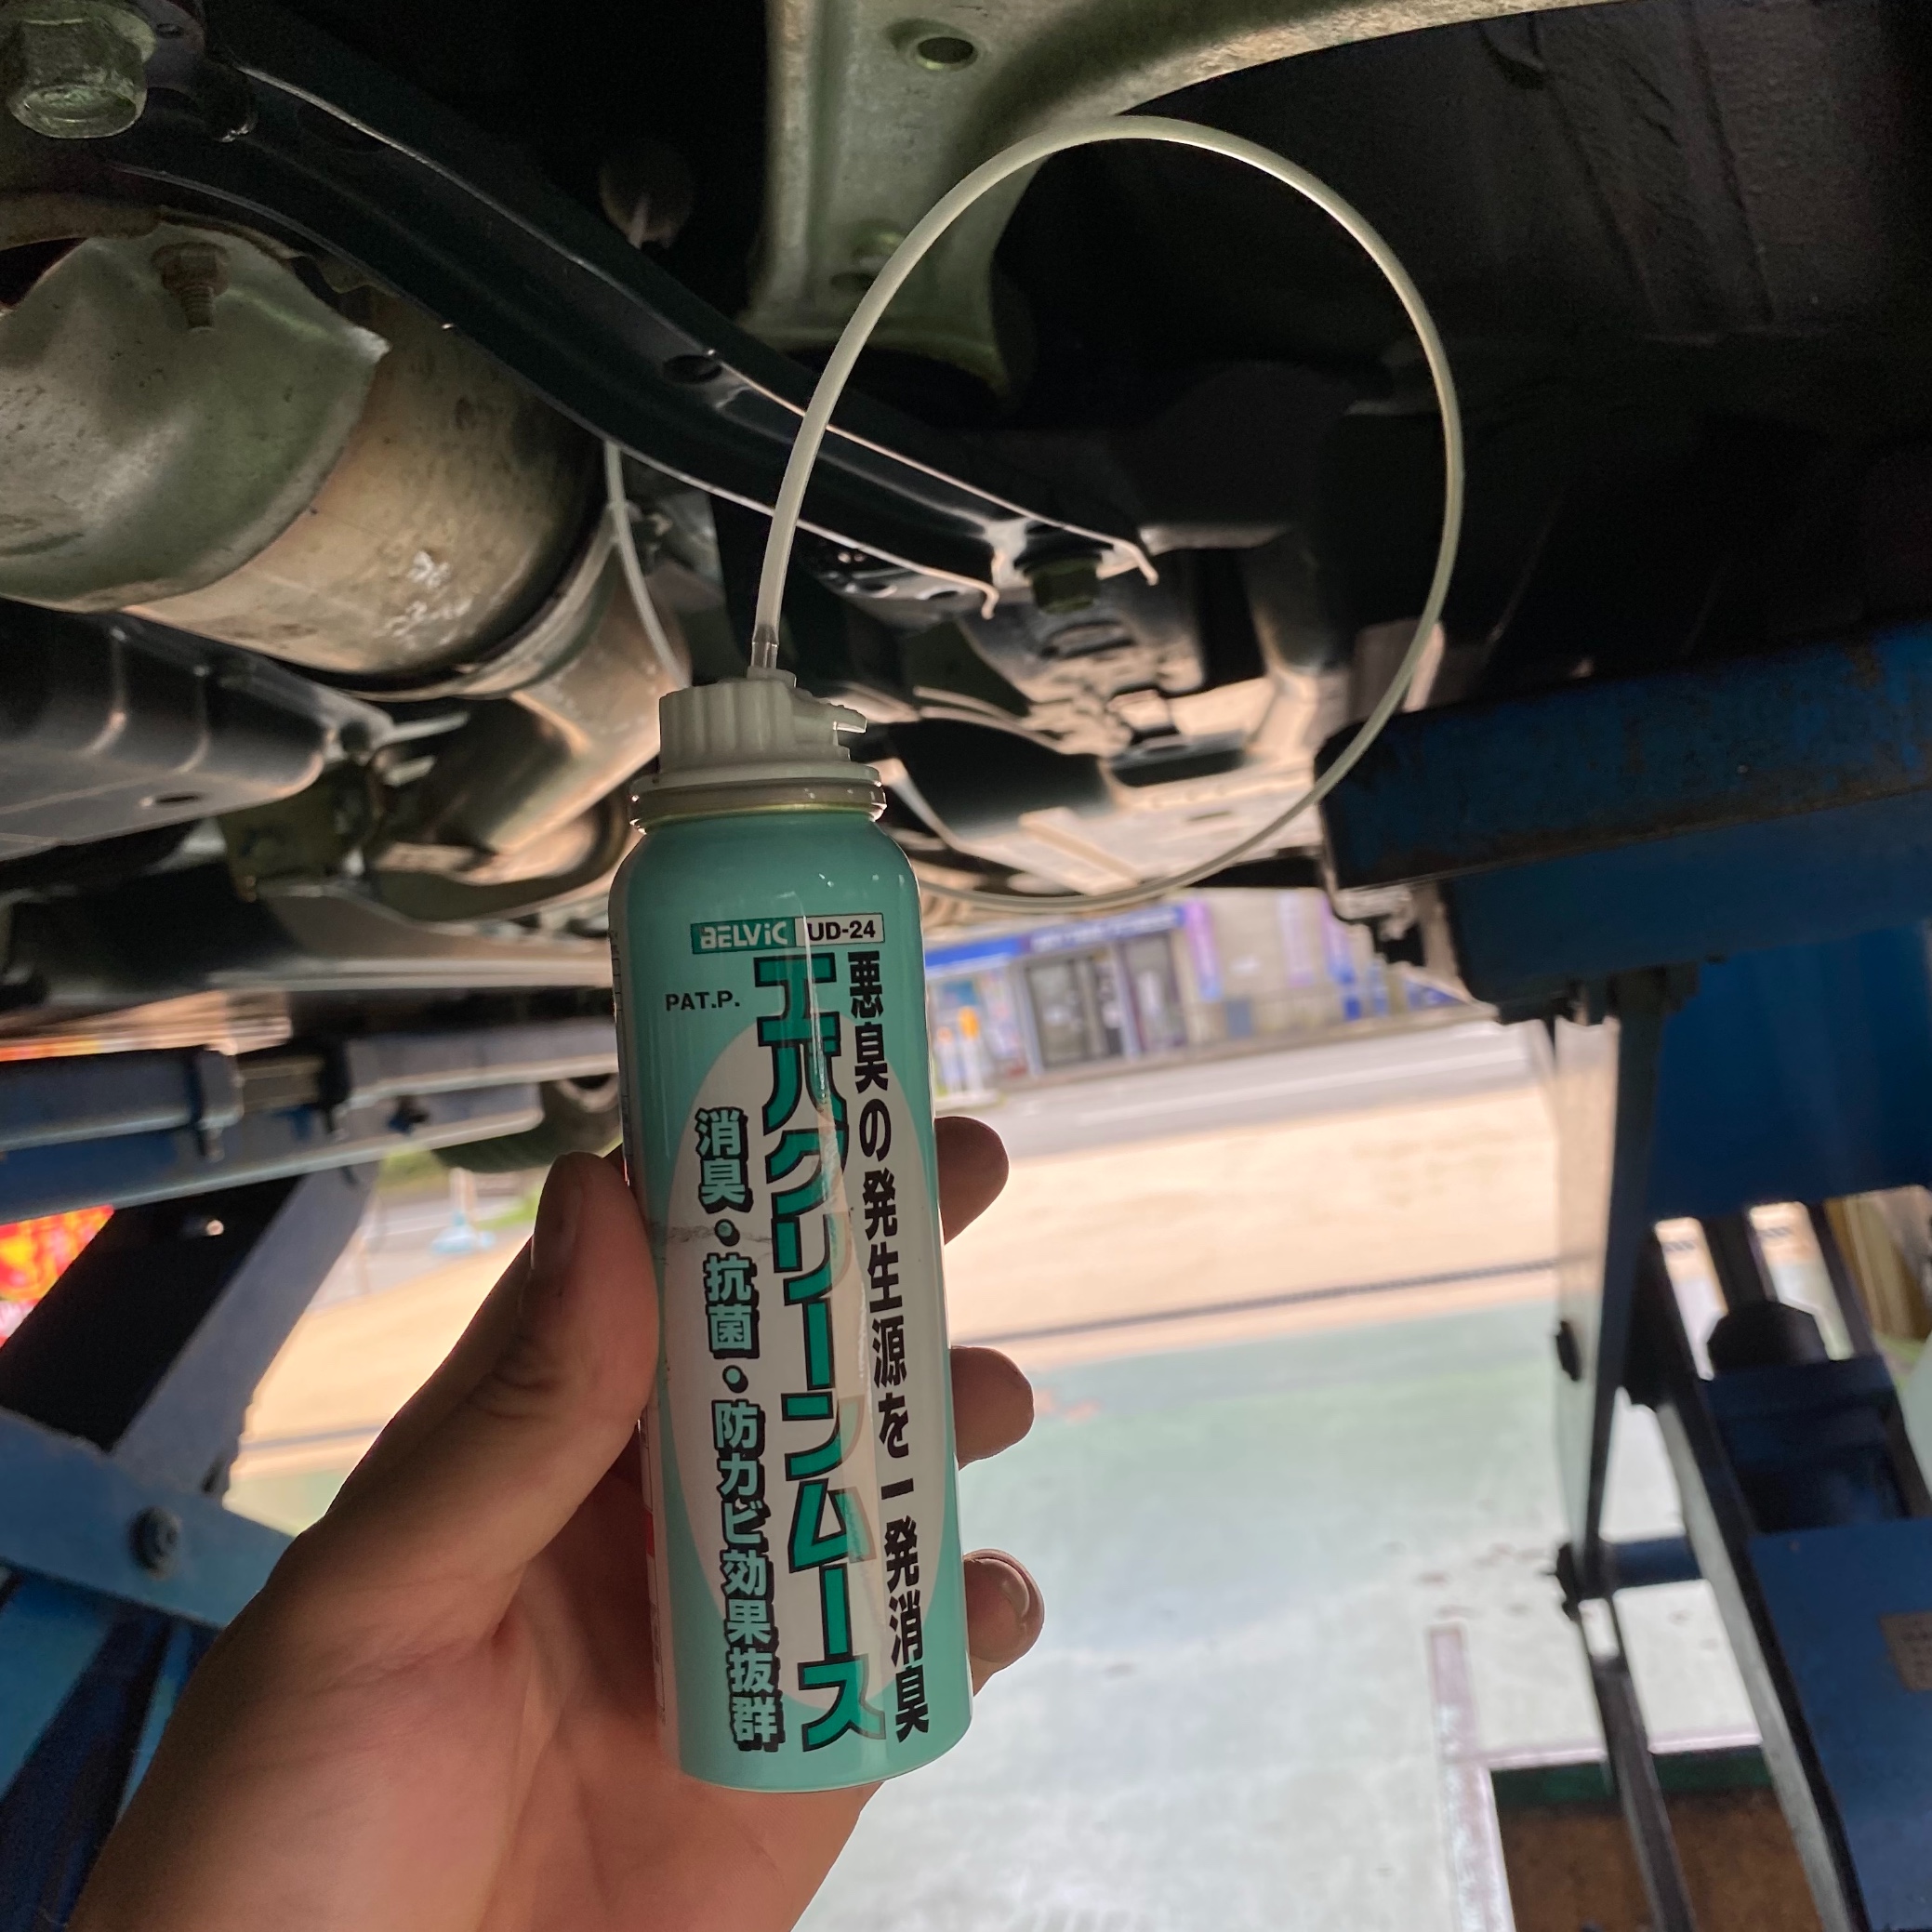 BELVIC UD-24
PAT.P.
悪臭の発生源を一発消臭
エバクリーンムース
消臭・抗菌・防カビ効果抜群